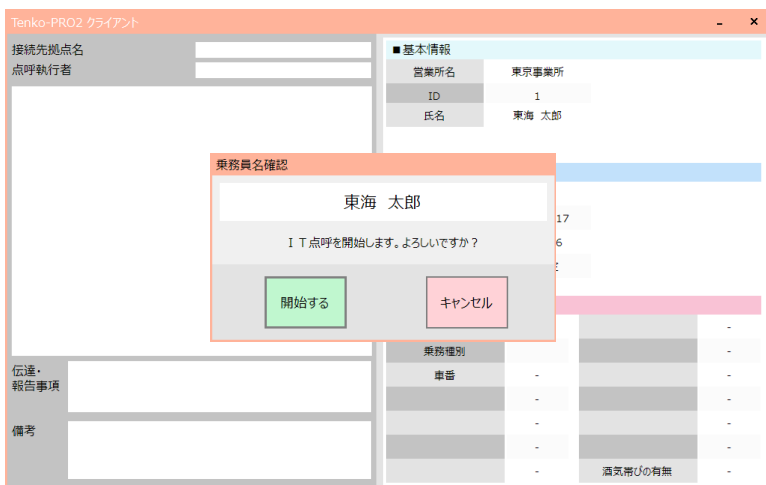 Tenko-PRO2 クライアント
接続先拠点名
点呼執行者
■基本情報
営業所名 東京事業所
ID 1
氏名 東海 太郎
乗務員名確認
東海 太郎
IT点呼を開始します。よろしいですか？
開始する キャンセル
17
6
-
乗務種別 -
車番 - -
- -
- -
- -
- 酒気帯びの有無 -
伝達・
報告事項
備考